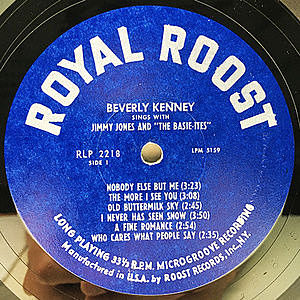 ROYAL ROOST
BEVERLY KENNEY
SINGS WITH
JIMMY JONES AND "THE BASIE-ITES"
RLP 2218
LPM 5159
SIDE 1
NOBODY ELSE BUT ME (3:23)
THE MORE I SEE YOU (3:08)
OLD BUTTERMILK SKY (2:45)
I NEVER HAS SEEN SNOW (3:50)
A FINE ROMANCE (2:54)
WHO CARES WHAT PEOPLE SAY (2:35)
LONG PLAYING 33⅓ R.P.M. MICROGROOVE RECORDING
Manufactured in U.S.A. by ROOST RECORDS, INC., N.Y.